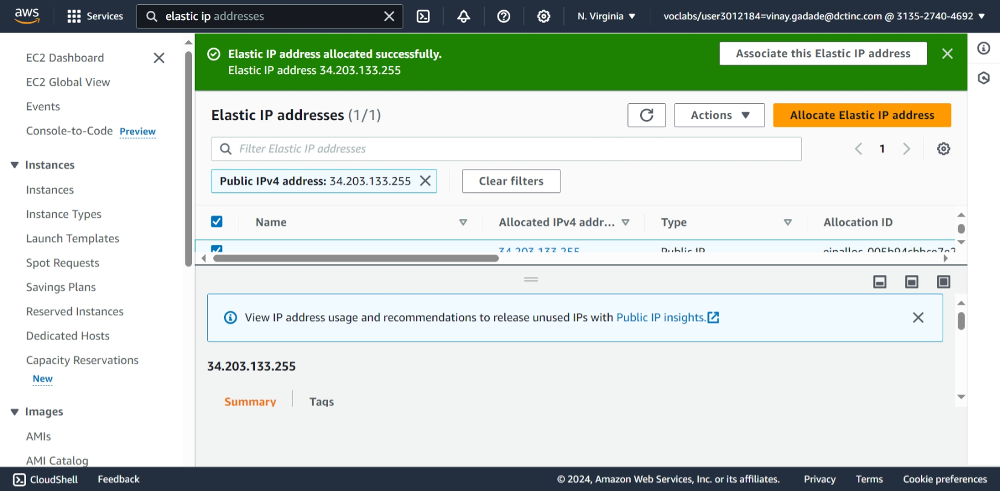 aws
Services
elastic ip addresses
N. Virginia
voclabs/user3012184=vinay.gadade@dctinc.com @ 3135-2740-4692
EC2 Dashboard
EC2 Global View
Events
Console-to-Code Preview
Instances
Instances
Instance Types
Launch Templates
Spot Requests
Savings Plans
Reserved Instances
Dedicated Hosts
Capacity Reservations
New
Images
AMIs
AMI Catalog
Elastic IP address allocated successfully.
Elastic IP address 34.203.133.255
Associate this Elastic IP address
Elastic IP addresses (1/1)
Actions
Allocate Elastic IP address
Filter Elastic IP addresses
1
Public IPv4 address: 34.203.133.255
Clear filters
Name
Allocated IPv4 addr...
Type
Allocation ID
34.203.133.255
Public IP
View IP address usage and recommendations to release unused IPs with Public IP insights.
34.203.133.255
Summary
Tags
CloudShell
Feedback
© 2024, Amazon Web Services, Inc. or its affiliates.
Privacy
Terms
Cookie preferences